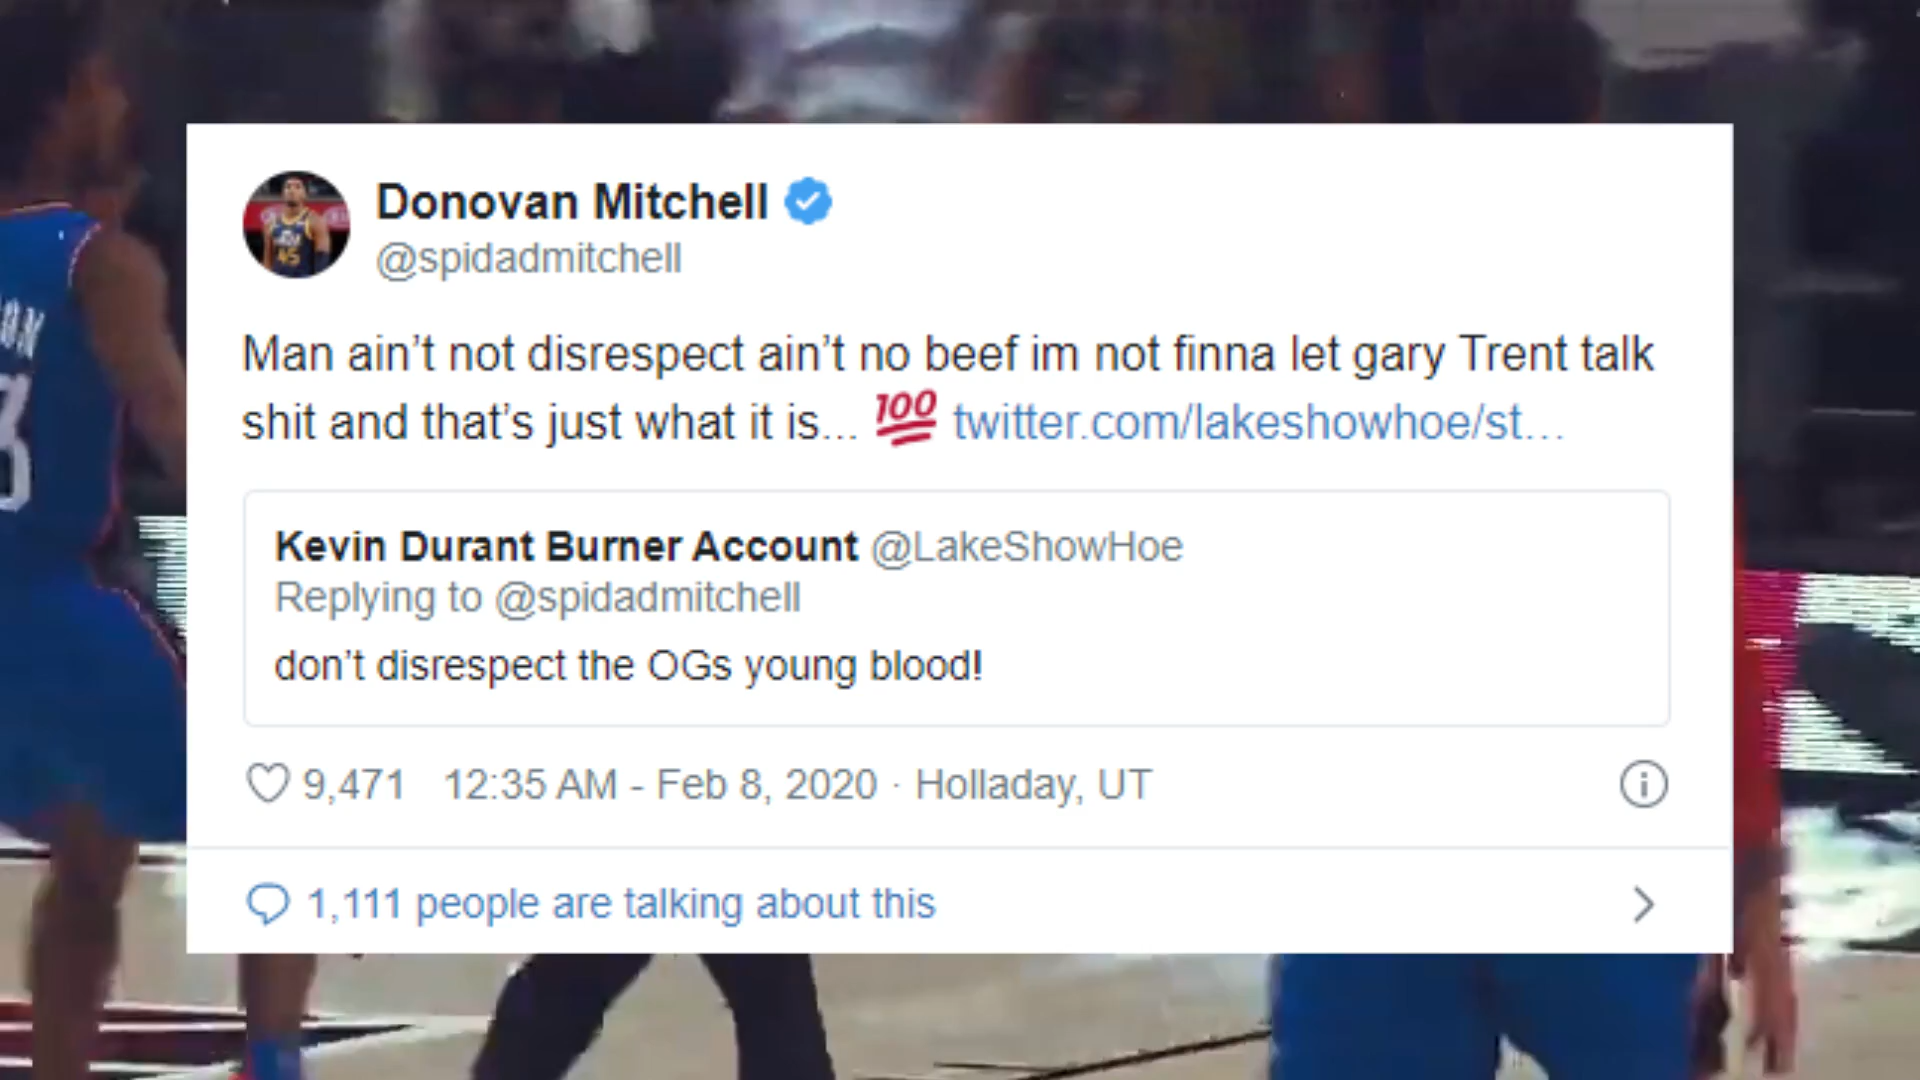 Donovan Mitchell
@spidadmitchell
Man ain’t not disrespect ain’t no beef im not finna let gary Trent talk
shit and that’s just what it is... 💯 twitter.com/lakeshowhoe/st...
Kevin Durant Burner Account @LakeShowHoe
Replying to @spidadmitchell
don’t disrespect the OGs young blood!
9,471 12:35 AM - Feb 8, 2020 · Holladay, UT
1,111 people are talking about this
45